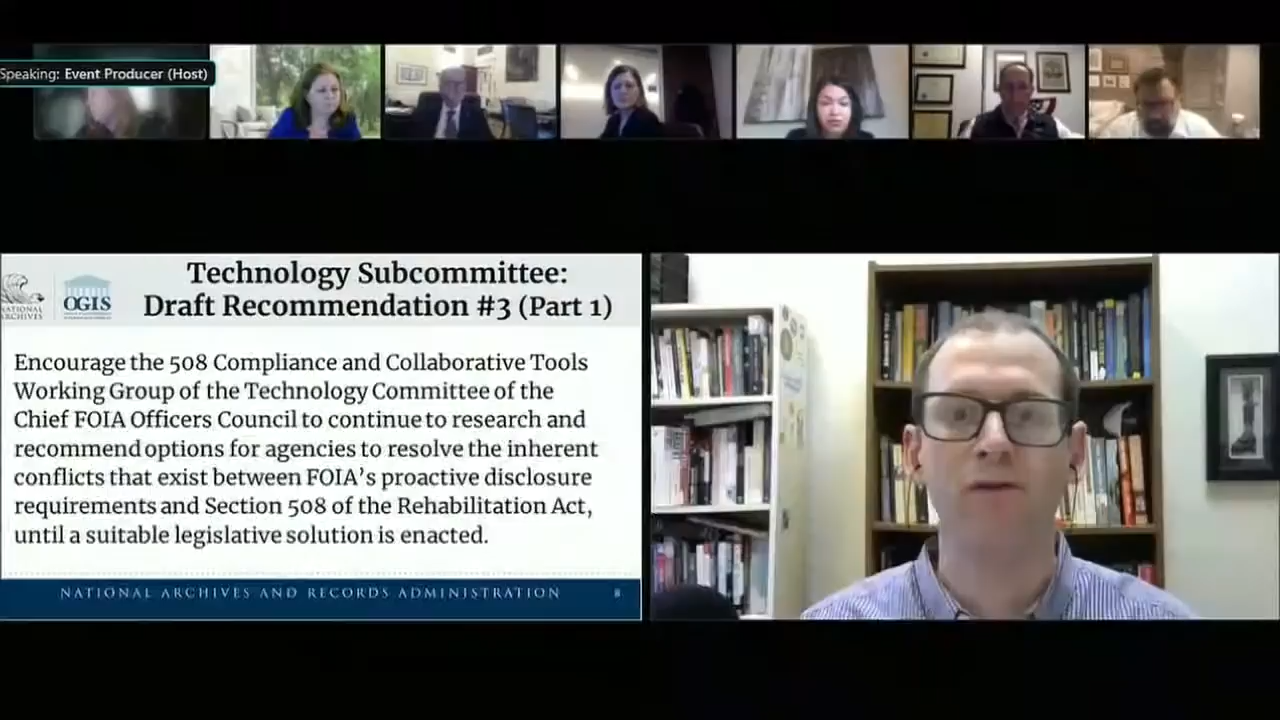 Speaking: Event Producer (Host)
NATIONAL
ARCHIVES
OGIS
Technology Subcommittee:
Draft Recommendation #3 (Part 1)
Encourage the 508 Compliance and Collaborative Tools
Working Group of the Technology Committee of the
Chief FOIA Officers Council to continue to research and
recommend options for agencies to resolve the inherent
conflicts that exist between FOIA’s proactive disclosure
requirements and Section 508 of the Rehabilitation Act,
until a suitable legislative solution is enacted.
NATIONAL ARCHIVES AND RECORDS ADMINISTRATION 8